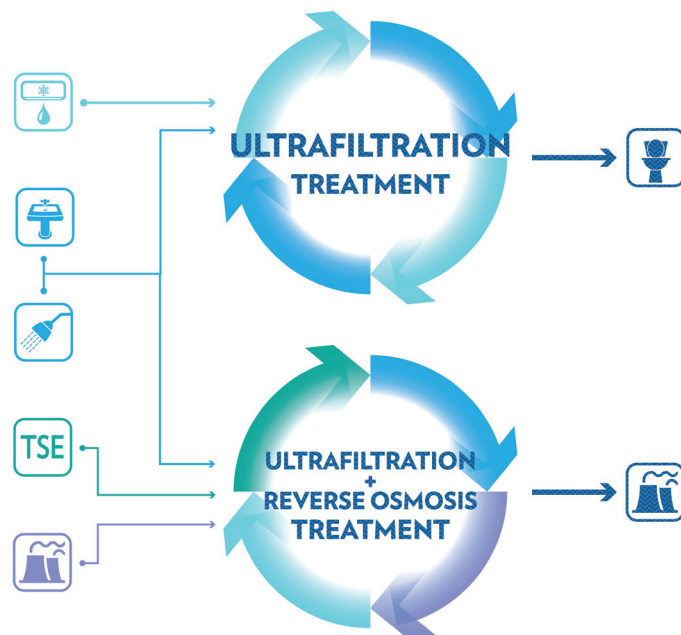 ULTRAFILTRATION
TREATMENT
TSE
ULTRAFILTRATION
+
REVERSE OSMOSIS
TREATMENT